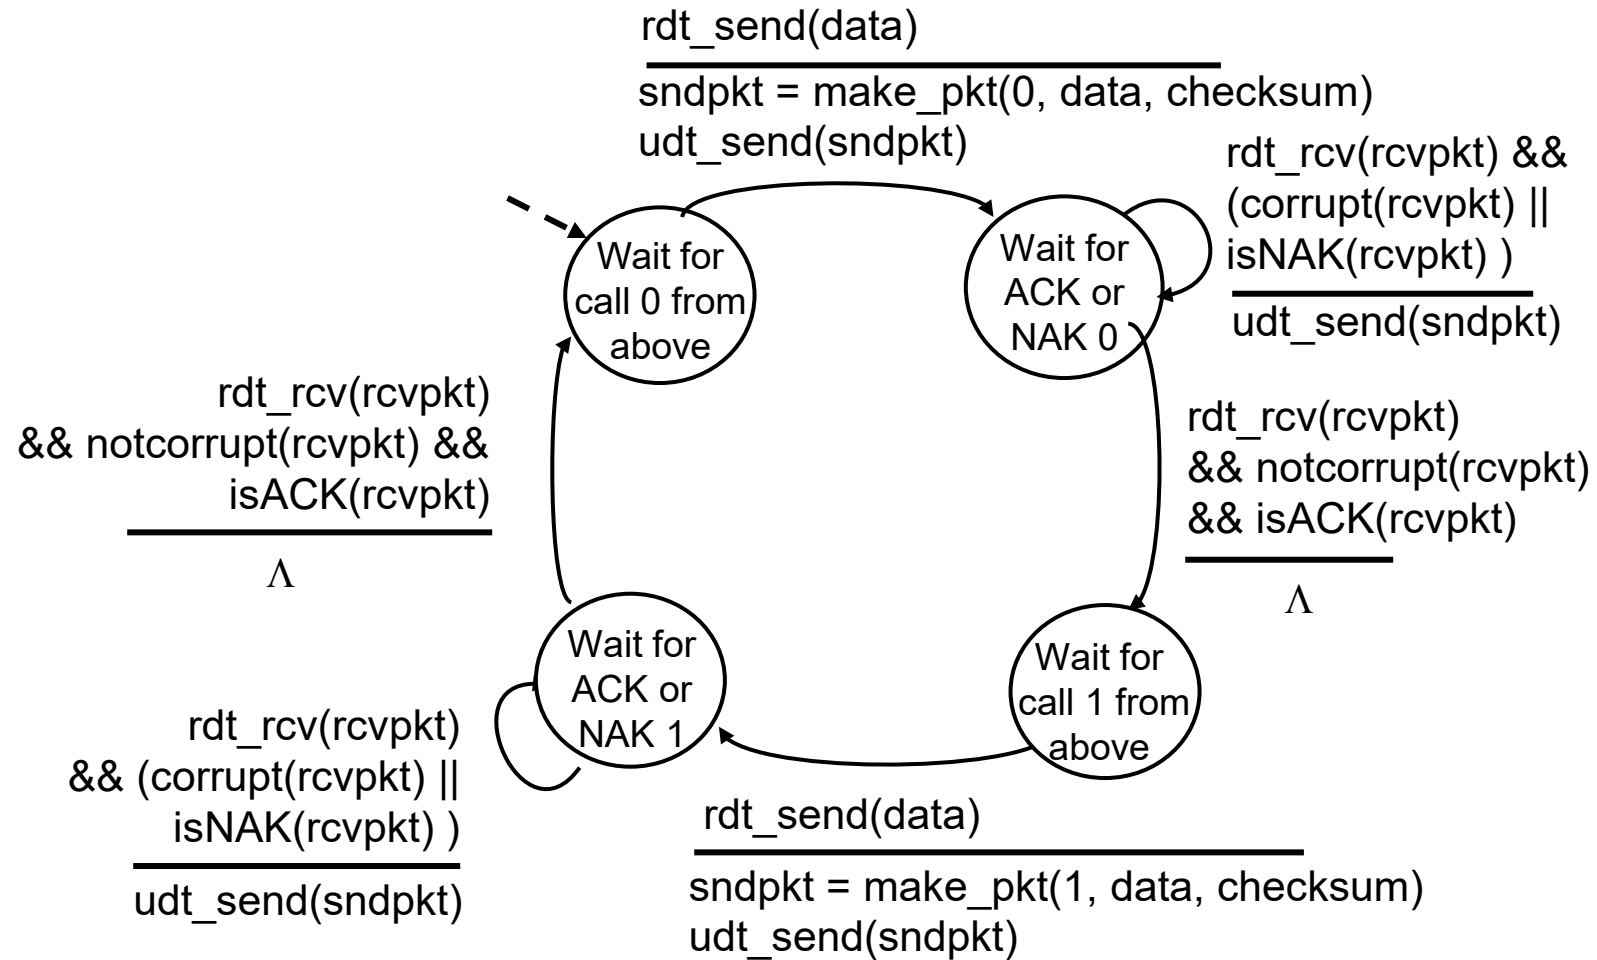 rdt_send(data)
sndpkt = make_pkt(0, data, checksum)
udt_send(sndpkt)
rdt_rcv(rcvpkt) &&
(corrupt(rcvpkt) ||
isNAK(rcvpkt) )
udt_send(sndpkt)
Wait for
call 0 from
above
Wait for
ACK or
NAK 0
rdt_rcv(rcvpkt)
&& notcorrupt(rcvpkt) &&
isACK(rcvpkt)
Λ
rdt_rcv(rcvpkt)
&& notcorrupt(rcvpkt)
&& isACK(rcvpkt)
Λ
Wait for
ACK or
NAK 1
Wait for
call 1 from
above
rdt_rcv(rcvpkt)
&& (corrupt(rcvpkt) ||
isNAK(rcvpkt) )
udt_send(sndpkt)
rdt_send(data)
sndpkt = make_pkt(1, data, checksum)
udt_send(sndpkt)